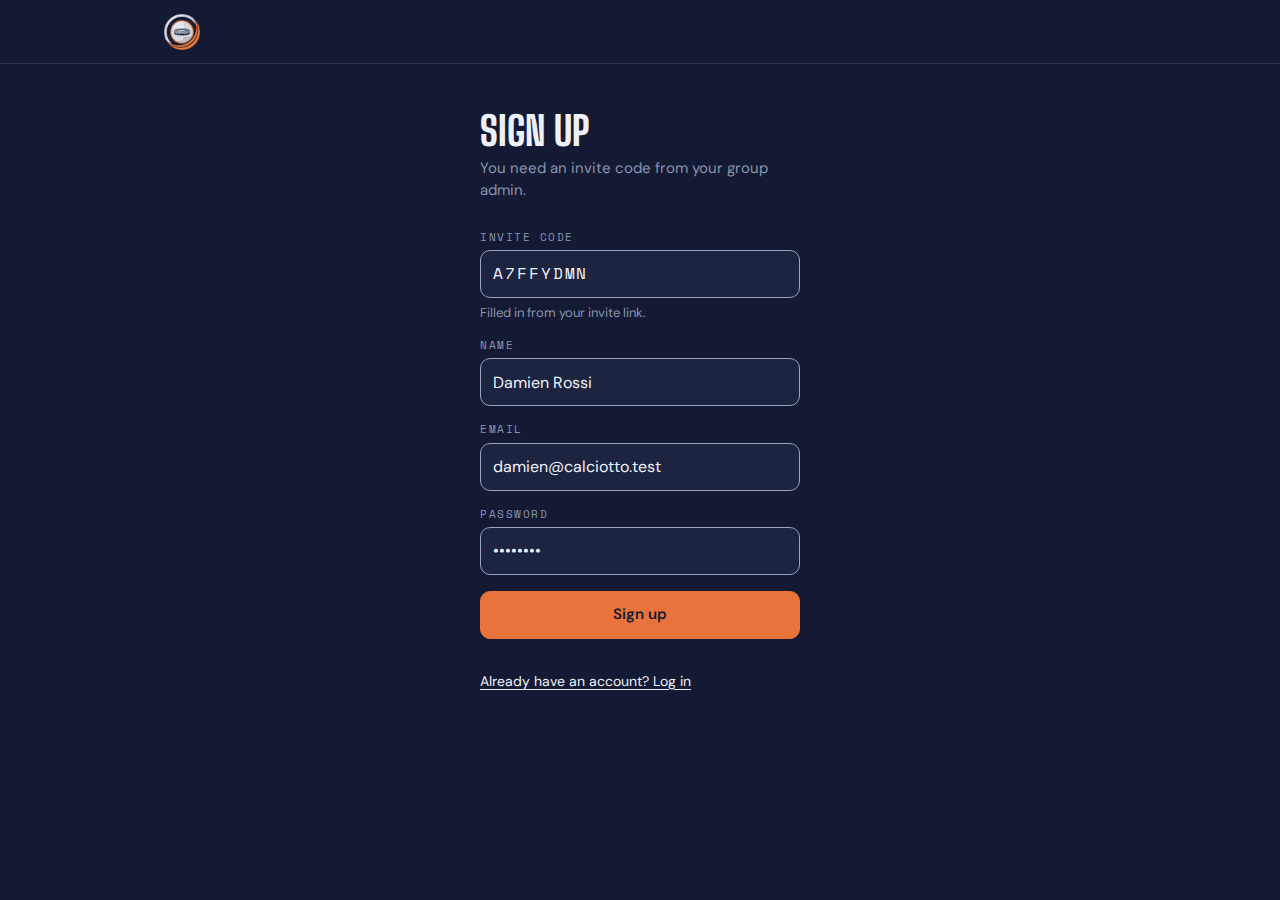 SIGN UP
You need an invite code from your group
admin.
INVITE CODE
A7FFYDMN
Filled in from your invite link.
NAME
Damien Rossi
EMAIL
damien@calciotto.test
PASSWORD
••••••••
Sign up
Already have an account? Log in